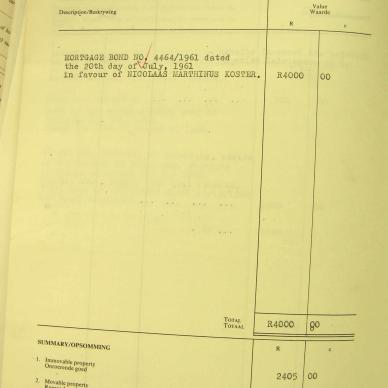 Description/Beskrywing
Value
Waarde
R c
MORTGAGE BOND NO. 4464/1961 dated
the 20th day of July, 1961
in favour of NICOLAAS MARTHINUS KOSTER. R4000 00
TOTAL
TOTAAL R4000 00
SUMMARY/OPSOMMING R c
1. Immovable property
Onroerende goed 2405 00
2. Movable property